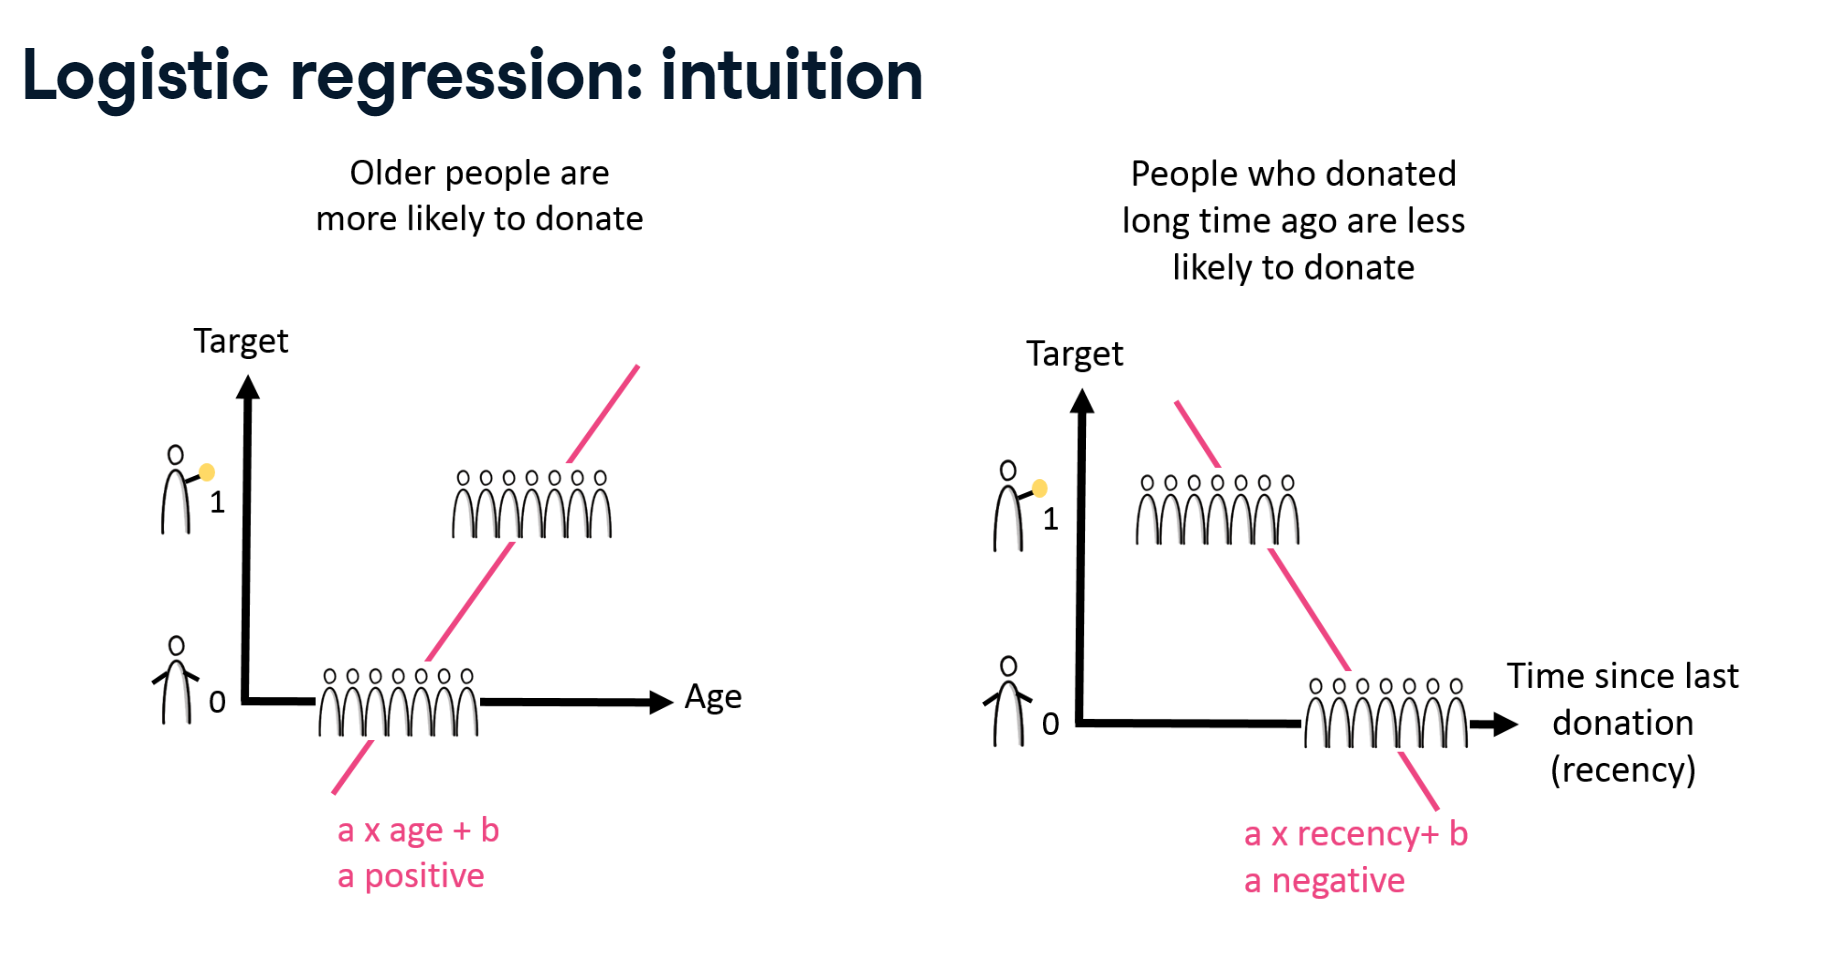 Logistic regression: intuition
Older people are
more likely to donate
Target
1
0
Age
a x age + b
a positive
People who donated
long time ago are less
likely to donate
Target
1
0
Time since last
donation
(recency)
a x recency+ b
a negative